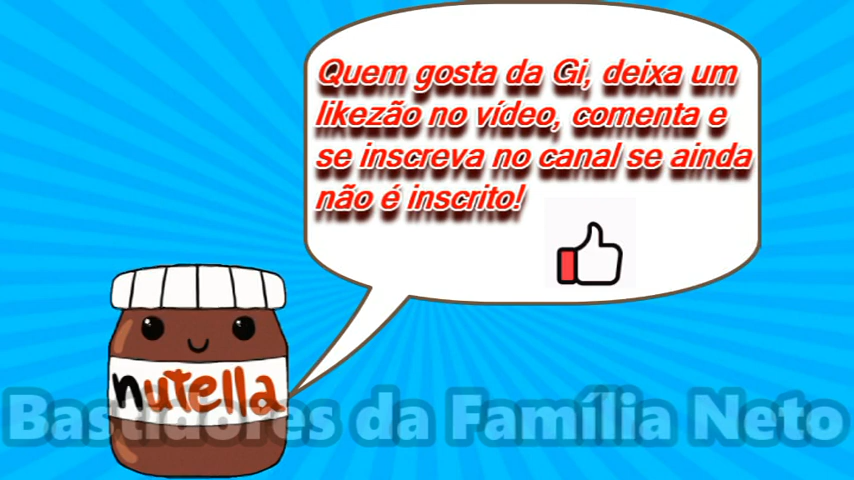 Quem gosta da Gi, deixa um
likezão no vídeo, comenta e
se inscreva no canal se ainda
não é inscrito!
nutella
Bastidores da Família Neto